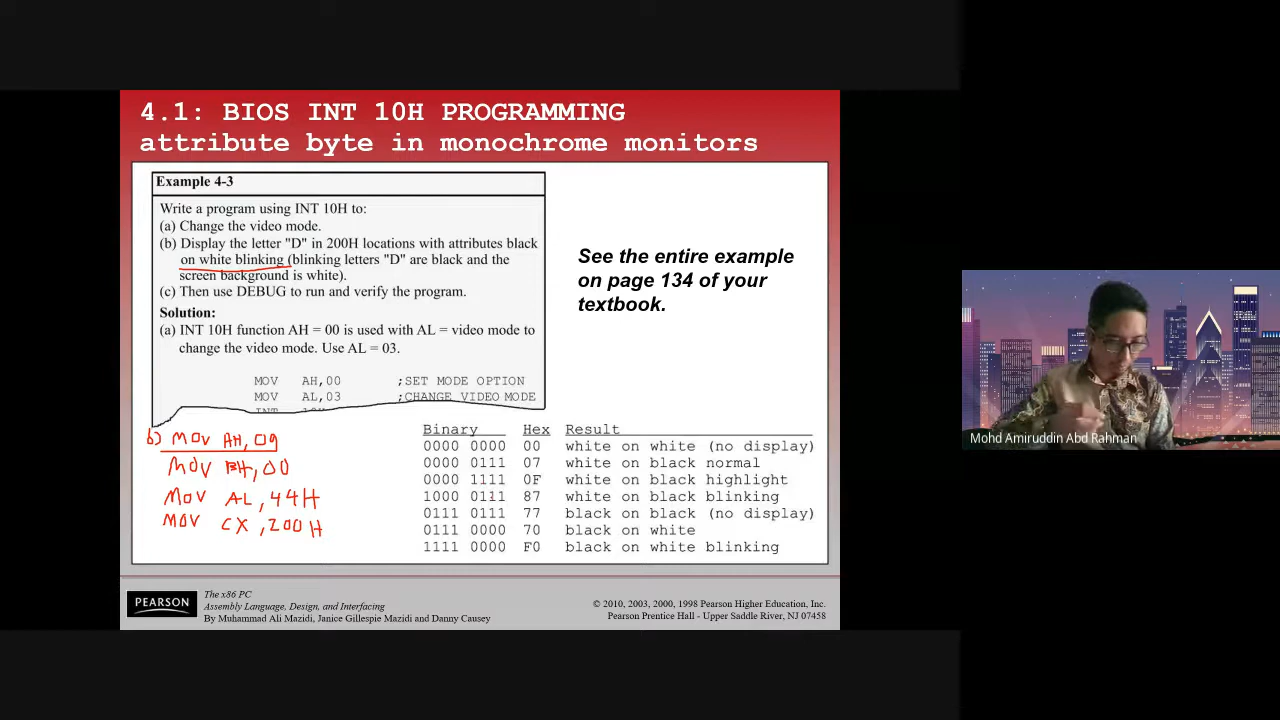 4.1: BIOS INT 10H PROGRAMMING
attribute byte in monochrome monitors
Example 4-3
Write a program using INT 10H to:
(a) Change the video mode.
(b) Display the letter "D" in 200H locations with attributes black
on white blinking (blinking letters "D" are black and the
screen background is white).
(c) Then use DEBUG to run and verify the program.
Solution:
(a) INT 10H function AH = 00 is used with AL = video mode to
change the video mode. Use AL = 03.
MOV AH,00 ;SET MODE OPTION
MOV AL,03 ;CHANGE VIDEO MODE
See the entire example
on page 134 of your
textbook.
b) MOV AH,09
MOV BH,00
MOV AL,44H
MOV CX,200H
Binary Hex Result
0000 0000 00 white on white (no display)
0000 0111 07 white on black normal
0000 1111 0F white on black highlight
1000 0111 87 white on black blinking
0111 0111 77 black on black (no display)
0111 0000 70 black on white
1111 0000 F0 black on white blinking
PEARSON
The x86 PC
Assembly Language, Design, and Interfacing
By Muhammad Ali Mazidi, Janice Gillespie Mazidi and Danny Causey
© 2010, 2003, 2000, 1998 Pearson Higher Education, Inc.
Pearson Prentice Hall - Upper Saddle River, NJ 07458
Mohd Amiruddin Abd Rahman